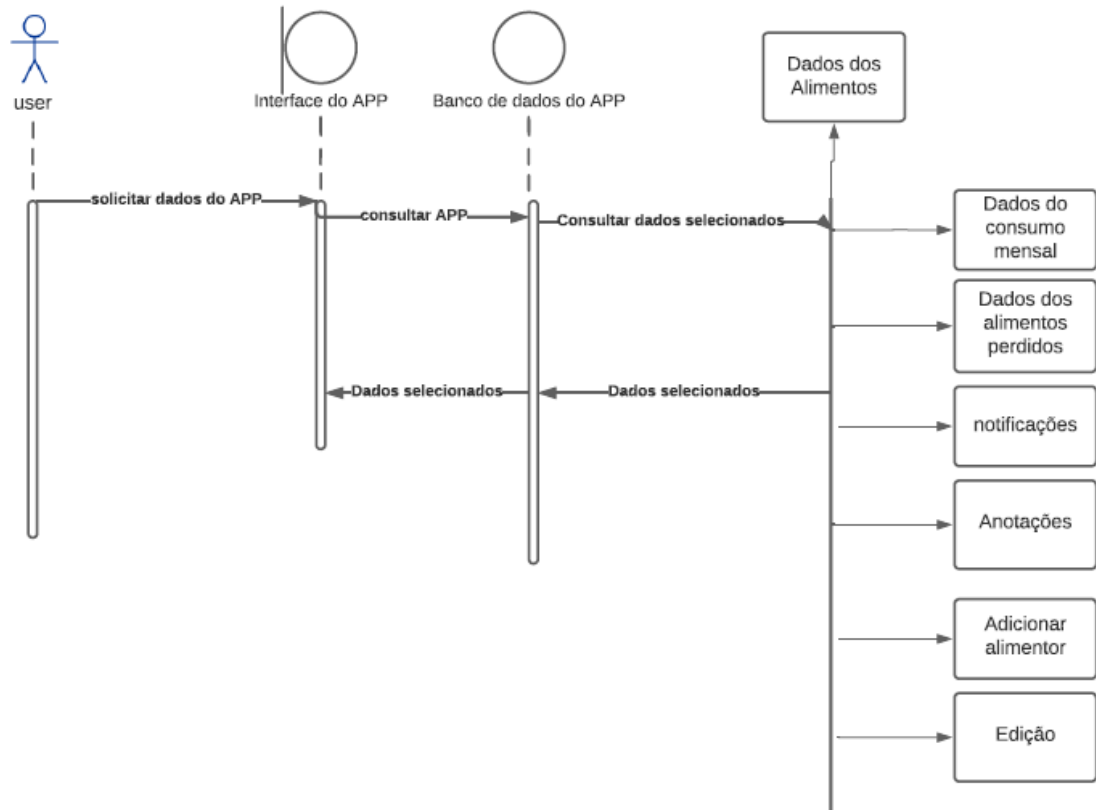 Dados dos
Alimentos
user
Interface do APP
Banco de dados do APP
solicitar dados do APP
consultar APP
Consultar dados selecionados
Dados do
consumo
mensal
Dados dos
alimentos
perdidos
Dados selecionados
Dados selecionados
notificações
Anotações
Adicionar
alimentor
Edição